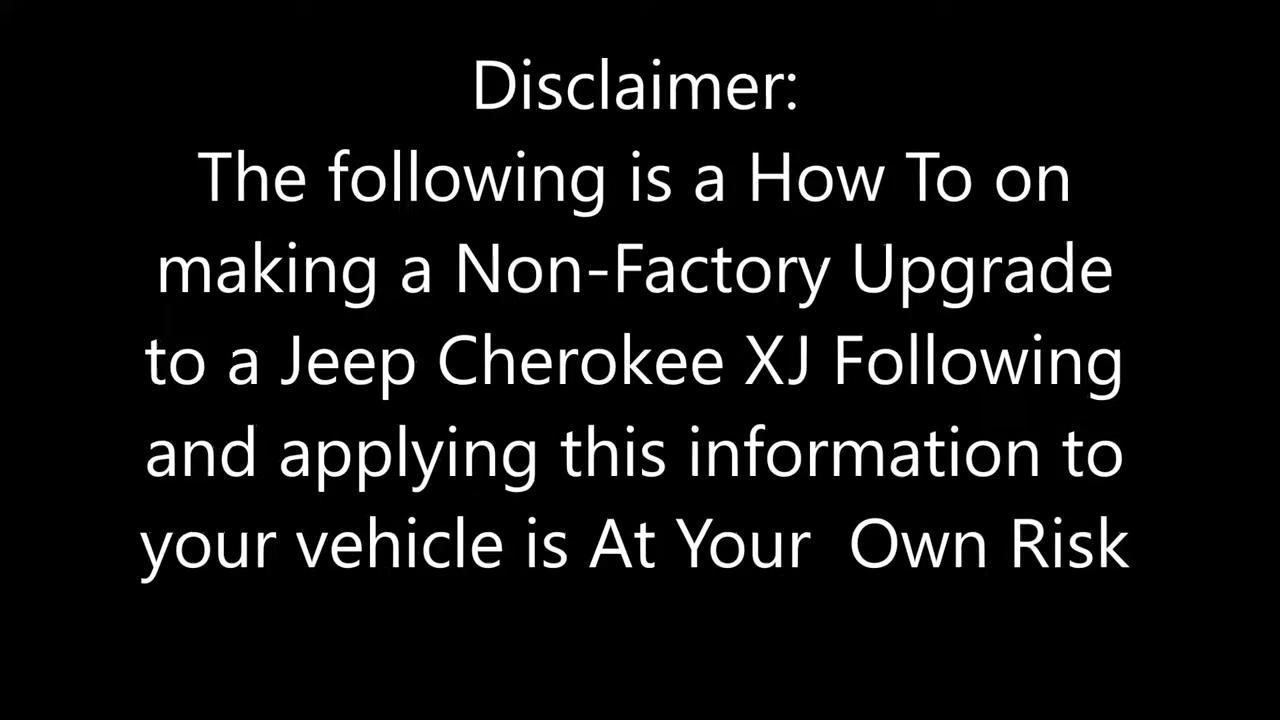 Disclaimer:
The following is a How To on
making a Non-Factory Upgrade
to a Jeep Cherokee XJ Following
and applying this information to
your vehicle is At Your  Own Risk